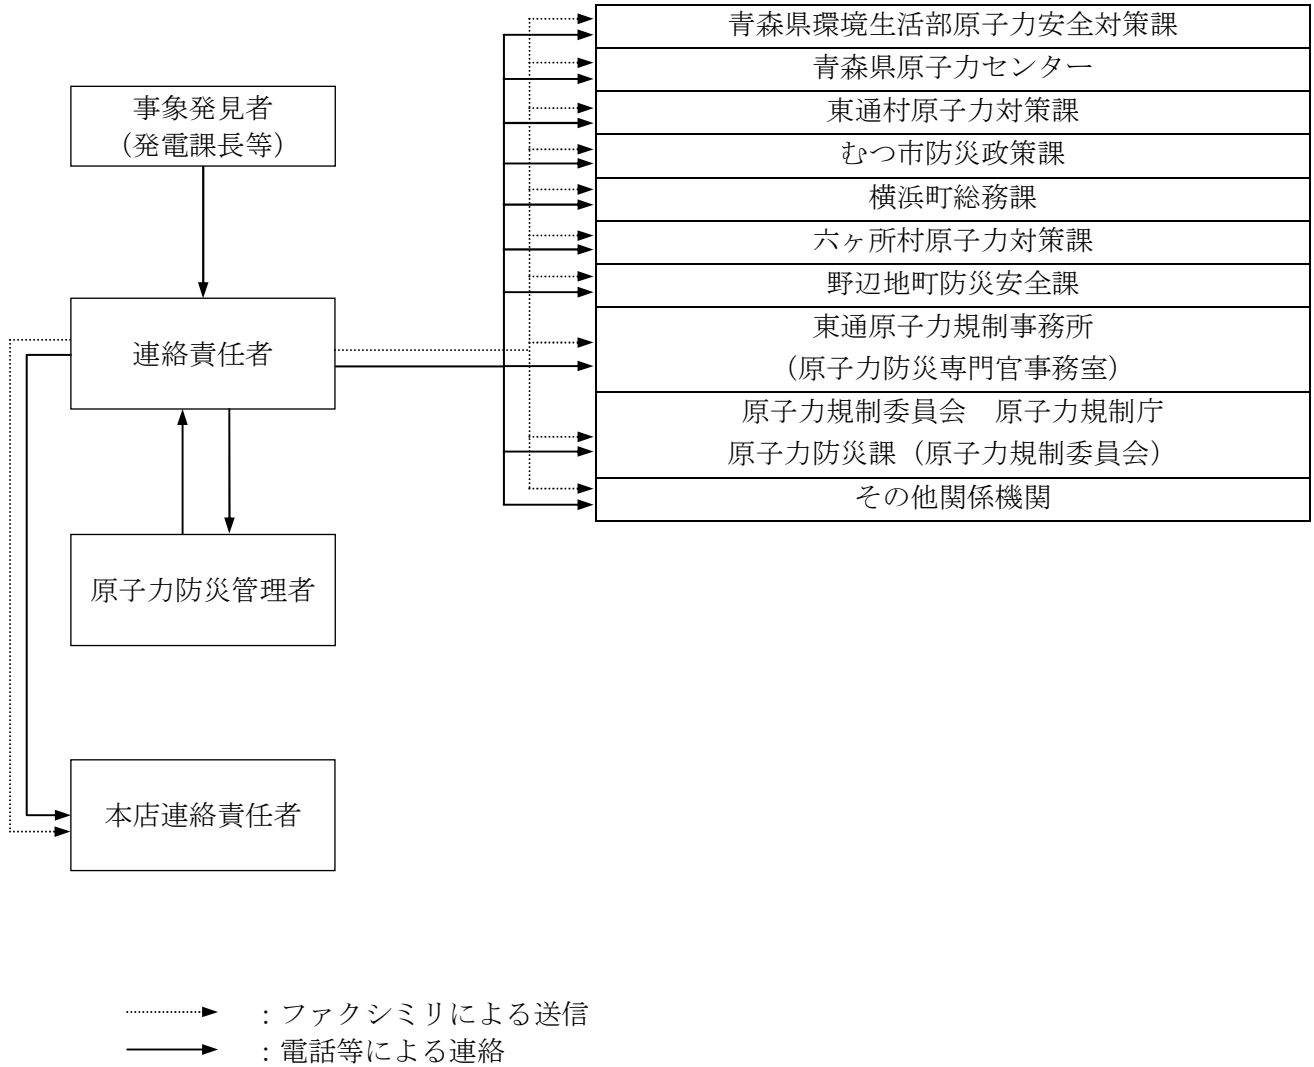 青森県環境生活部原子力安全対策課
青森県原子力センター
東通村原子力対策課
むつ市防災政策課
横浜町総務課
六ヶ所村原子力対策課
野辺地町防災安全課
東通原子力規制事務所
（原子力防災専門官事務室）
原子力規制委員会　原子力規制庁
原子力防災課（原子力規制委員会）
その他関係機関
事象発見者
（発電課長等）
連絡責任者
原子力防災管理者
本店連絡責任者
：ファクシミリによる送信
：電話等による連絡